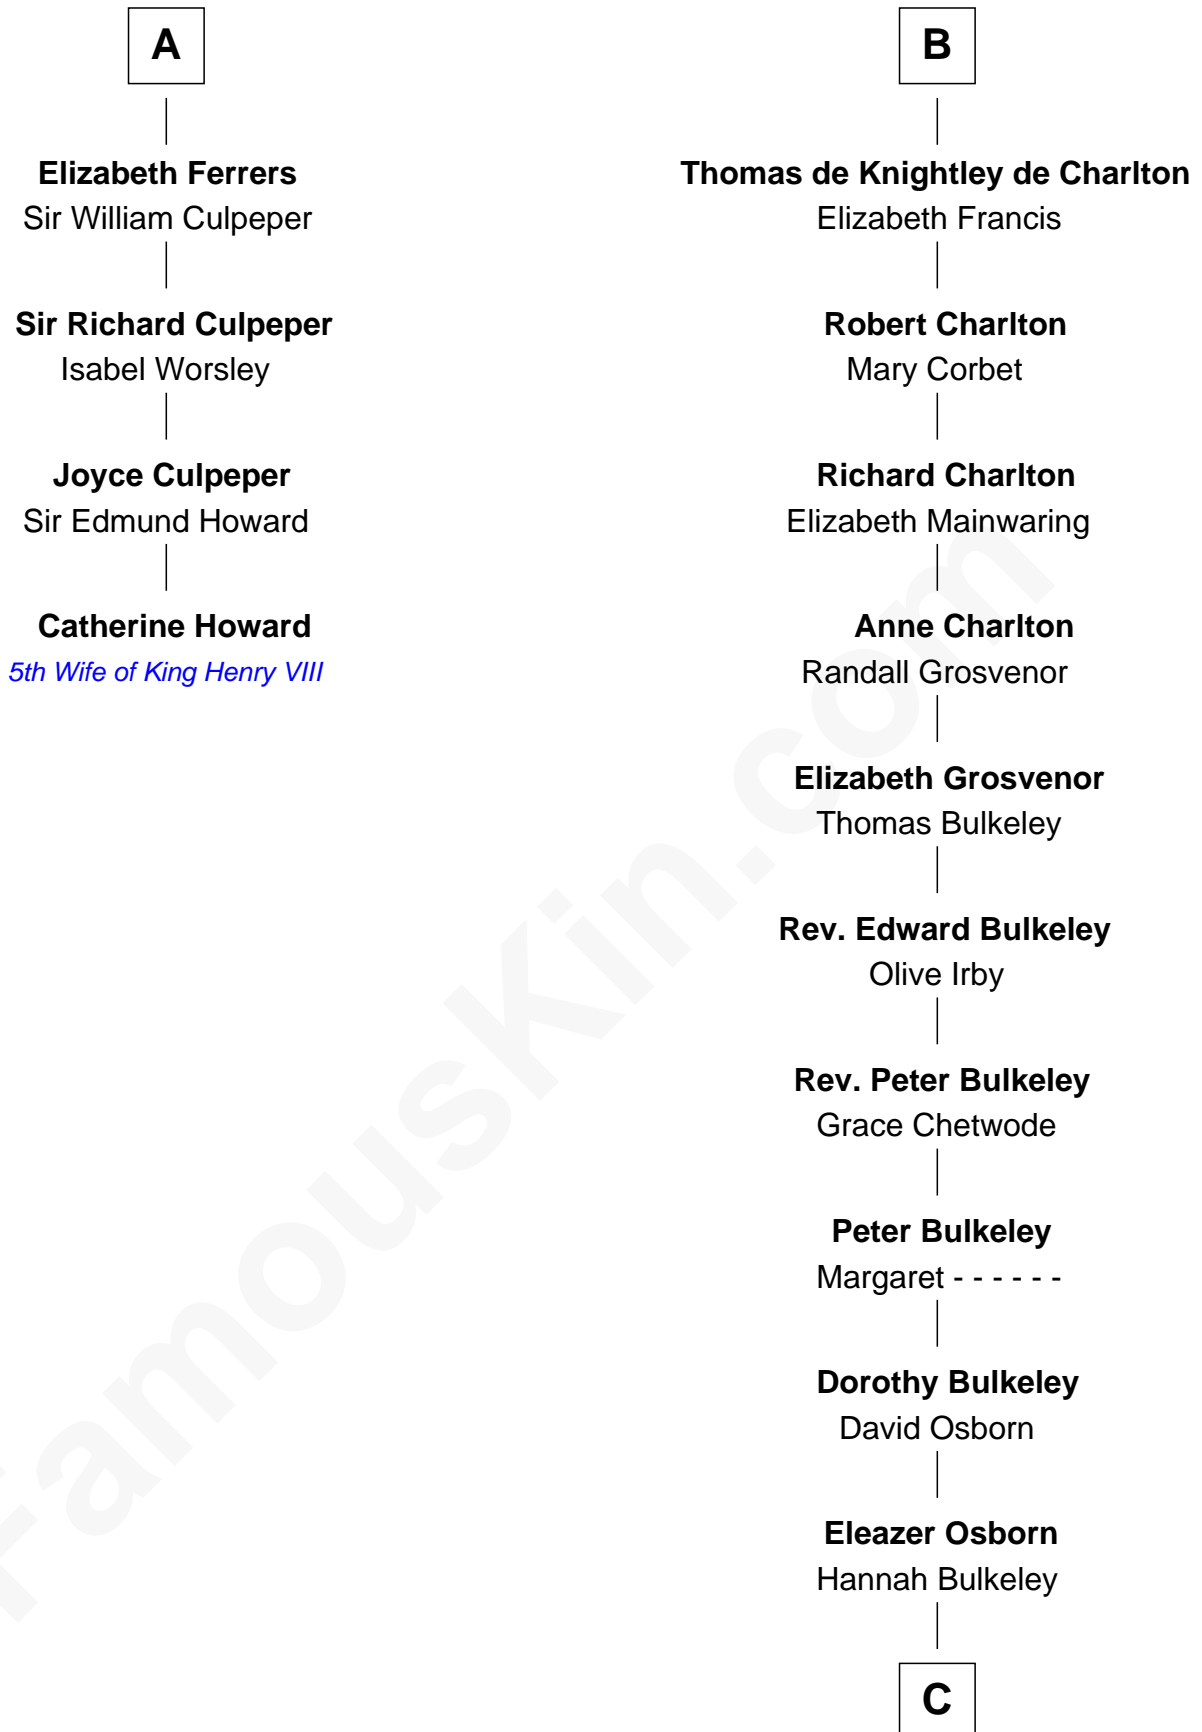 A
Elizabeth Ferrers
Sir William Culpeper
Sir Richard Culpeper
Isabel Worsley
Joyce Culpeper
Sir Edmund Howard
Catherine Howard
5th Wife of King Henry VIII
B
Thomas de Knightley de Charlton
Elizabeth Francis
Robert Charlton
Mary Corbet
Richard Charlton
Elizabeth Mainwaring
Anne Charlton
Randall Grosvenor
Elizabeth Grosvenor
Thomas Bulkeley
Rev. Edward Bulkeley
Olive Irby
Rev. Peter Bulkeley
Grace Chetwode
Peter Bulkeley
Margaret - - - - - -
Dorothy Bulkeley
David Osborn
Eleazer Osborn
Hannah Bulkeley
C
FamousKin.com